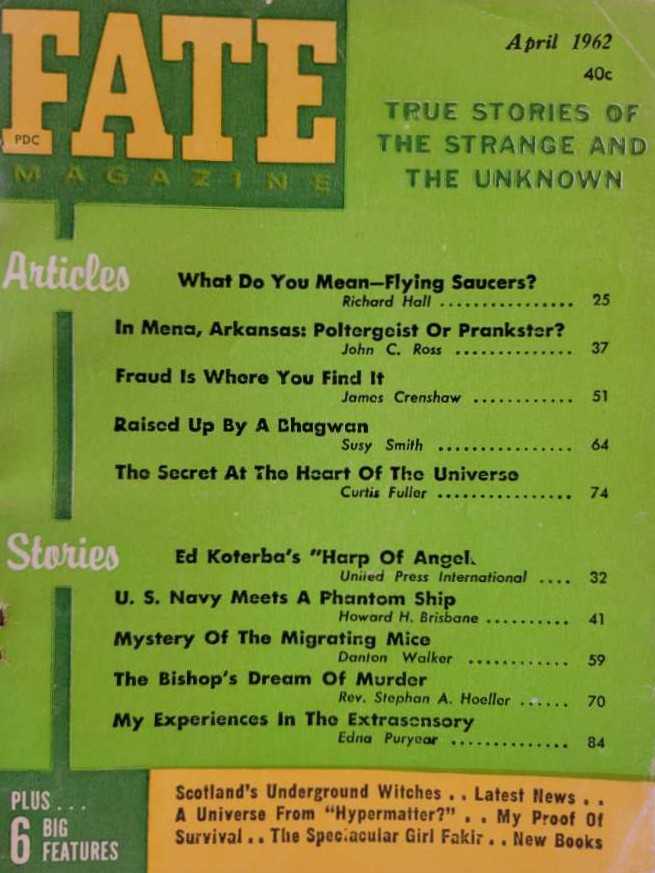 FATE
PDC
MAGAZINE
April 1962
40c
TRUE STORIES OF
THE STRANGE AND
THE UNKNOWN
Articles
What Do You Mean—Flying Saucers?
Richard Hall ................ 25
In Mena, Arkansas: Poltergeist Or Prankster?
John C. Ross .............. 37
Fraud Is Where You Find It
James Crenshaw ............ 51
Raised Up By A Bhagwan
Susy Smith ................ 64
The Secret At The Heart Of The Universe
Curtis Fuller ................ 74
Stories
Ed Koterba's "Harp Of Angel
United Press International .... 32
U. S. Navy Meets A Phantom Ship
Howard H. Brisbane .......... 41
Mystery Of The Migrating Mice
Danton Walker ............ 59
The Bishop's Dream Of Murder
Rev. Stephan A. Hoeller ...... 70
My Experiences In The Extrasensory
Edna Puryear .............. 84
PLUS...
6 BIG
FEATURES
Scotland's Underground Witches . . Latest News . .
A Universe From "Hypermatter?" . . My Proof Of
Survival . . The Spectacular Girl Fakir . . New Books